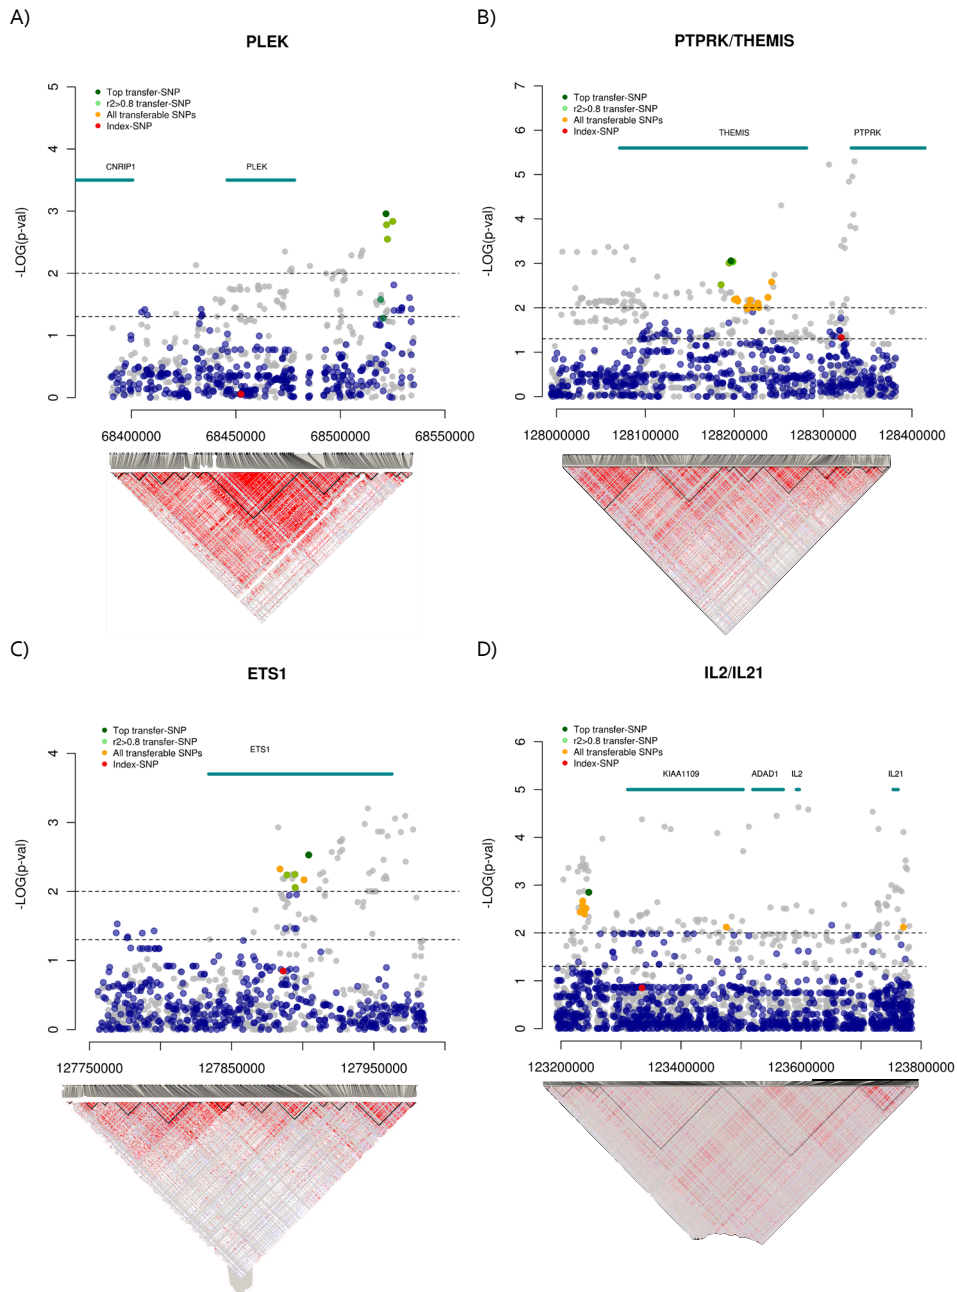 A)
PLEK
Top transfer-SNP
r2>0.8 transfer-SNP
All transferable SNPs
Index-SNP
CNRIP1
PLEK
-LOG(p-val)
5
4
3
2
1
0
68400000
68450000
68500000
68550000
B)
PTPRK/THEMIS
Top transfer-SNP
r2>0.8 transfer-SNP
All transferable SNPs
Index-SNP
THEMIS
PTPRK
-LOG(p-val)
7
6
5
4
3
2
1
0
128000000
128100000
128200000
128300000
128400000
C)
ETS1
Top transfer-SNP
r2>0.8 transfer-SNP
All transferable SNPs
Index-SNP
ETS1
-LOG(p-val)
4
3
2
1
0
127750000
127850000
127950000
D)
IL2/IL21
Top transfer-SNP
r2>0.8 transfer-SNP
All transferable SNPs
Index-SNP
KIAA1109
ADAD1
IL2
IL21
-LOG(p-val)
6
5
4
3
2
1
0
123200000
123400000
123600000
123800000